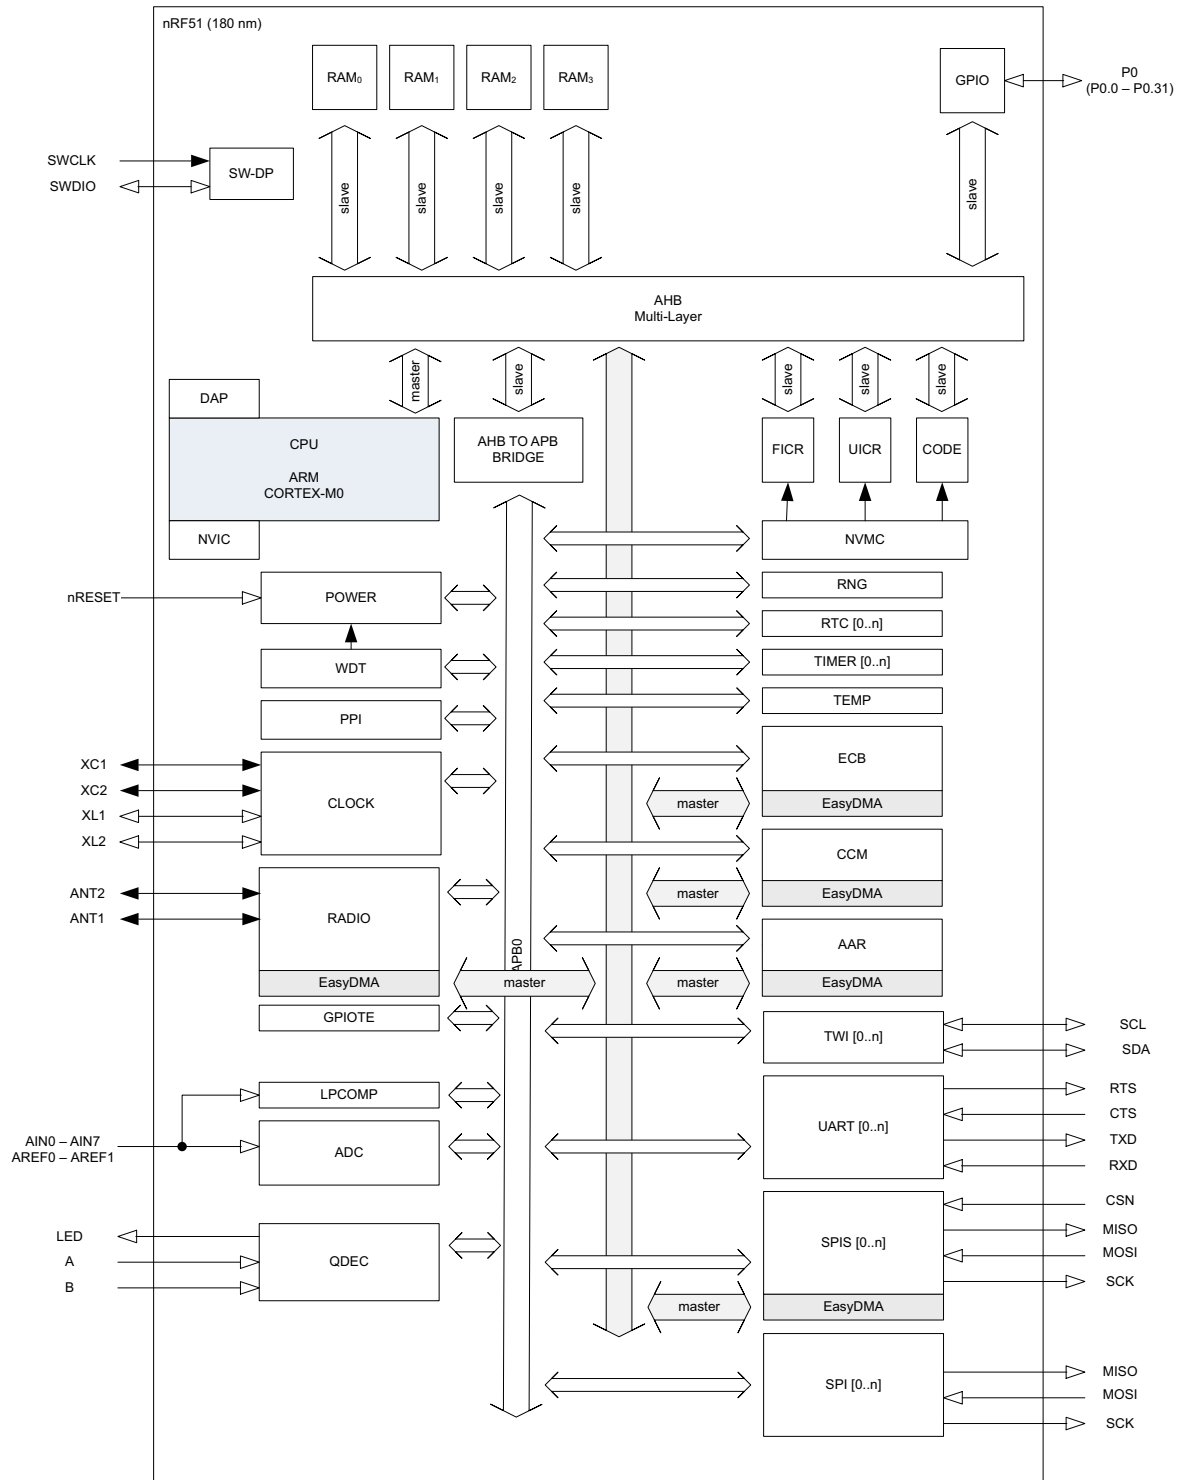 nRF51 (180 nm)
RAM0
RAM1
RAM2
RAM3
GPIO
P0
(P0.0 – P0.31)
SWCLK
SWDIO
SW-DP
slave
slave
slave
slave
slave
AHB
Multi-Layer
master
slave
slave
slave
slave
DAP
CPU
ARM
CORTEX-M0
NVIC
AHB TO APB
BRIDGE
FICR
UICR
CODE
NVMC
nRESET
POWER
RNG
RTC [0..n]
WDT
TIMER [0..n]
PPI
TEMP
XC1
XC2
XL1
XL2
CLOCK
ECB
master
EasyDMA
CCM
master
EasyDMA
ANT2
ANT1
RADIO
EasyDMA
APB0
master
AAR
master
EasyDMA
GPIOTE
TWI [0..n]
SCL
SDA
LPCOMP
AIN0 – AIN7
AREF0 – AREF1
ADC
UART [0..n]
RTS
CTS
TXD
RXD
LED
A
B
QDEC
SPIS [0..n]
CSN
MISO
MOSI
SCK
master
EasyDMA
SPI [0..n]
MISO
MOSI
SCK